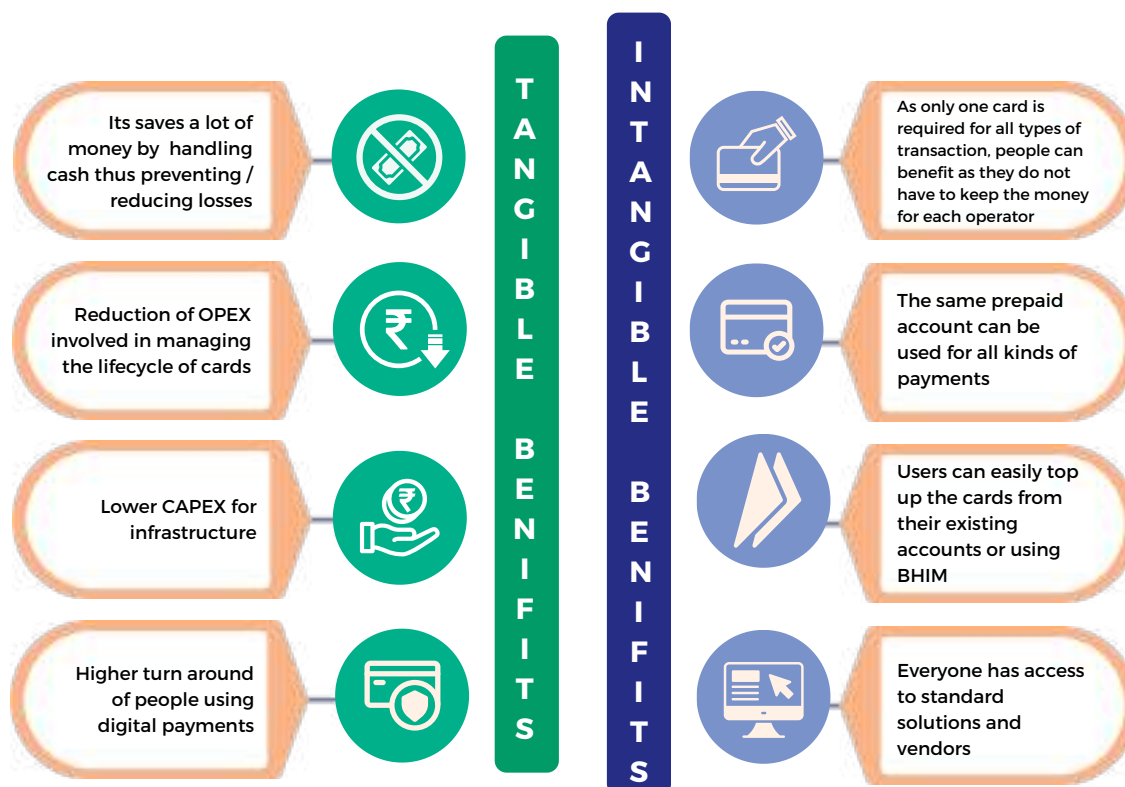 Its saves a lot of
money by handling
cash thus preventing /
reducing losses
Reduction of OPEX
involved in managing
the lifecycle of cards
Lower CAPEX for
infrastructure
Higher turn around
of people using
digital payments
TANGIBLE BENIFITS
INTANGIBLE BENIFITS
As only one card is
required for all types of
transaction, people can
benefit as they do not
have to keep the money
for each operator
The same prepaid
account can be
used for all kinds of
payments
Users can easily top
up the cards from
their existing
accounts or using
BHIM
Everyone has access
to standard
solutions and
vendors